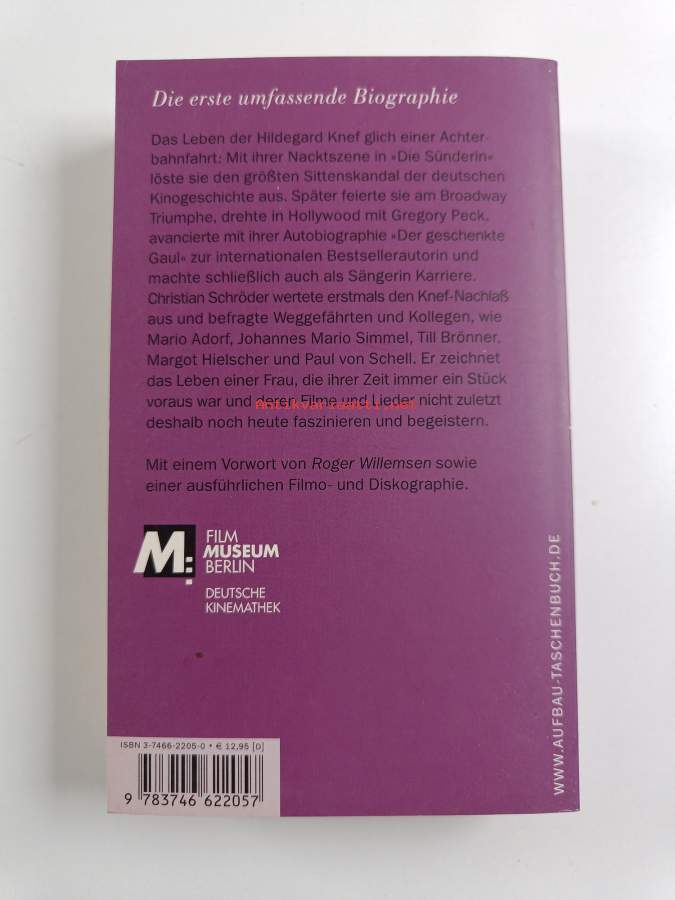 Die erste umfassende Biographie
Das Leben der Hildegard Knef glich einer Achter-
bahnfahrt: Mit ihrer Nacktszene in »Die Sünderin«
löste sie den größten Sittenskandal der deutschen
Kinogeschichte aus. Später feierte sie am Broadway
Triumphe, drehte in Hollywood mit Gregory Peck,
avancierte mit ihrer Autobiographie »Der geschenkte
Gaul« zur internationalen Bestsellerautorin und
machte schließlich auch als Sängerin Karriere.
Christian Schröder wertete erstmals den Knef-Nachlaß
aus und befragte Weggefährten und Kollegen, wie
Mario Adorf, Johannes Mario Simmel, Till Brönner,
Margot Hielscher und Paul von Schell. Er zeichnet
das Leben einer Frau, die ihrer Zeit immer ein Stück
voraus war und deren Filme und Lieder nicht zuletzt
Antikvariaatti.net
deshalb noch heute faszinieren und begeistern.
Mit einem Vorwort von Roger Willemsen sowie
einer ausführlichen Filmo- und Diskographie.
M:
FILM
MUSEUM
BERLIN
DEUTSCHE
KINEMATHEK
WWW.AUFBAU-TASCHENBUCH.DE
ISBN 3-7466-2205-0 • € 12,95 [D]
9 783746 622057